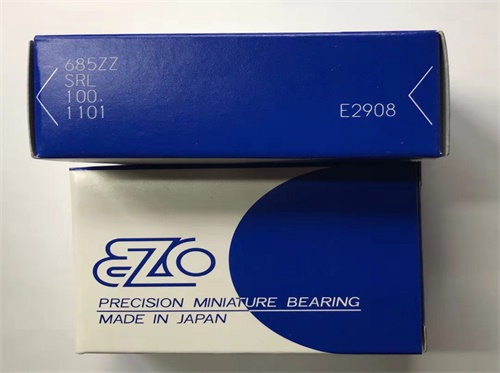 685ZZ
SRL
100.
1101
E2908
EZO
PRECISION MINIATURE BEARING
MADE IN JAPAN